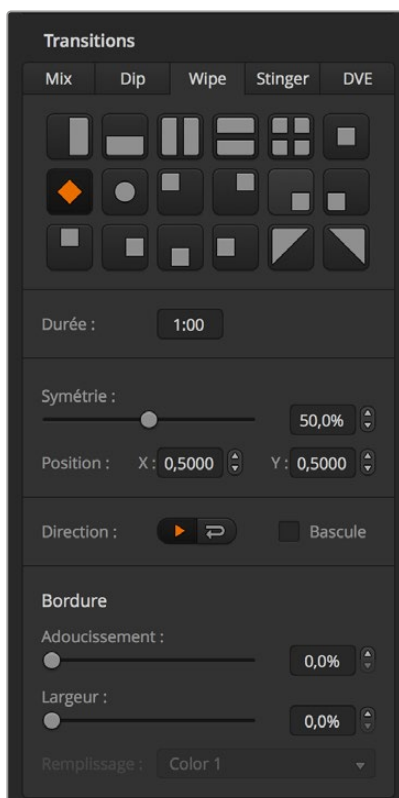 Transitions
Mix Dip Wipe Stinger DVE
Durée : 1:00
Symétrie :
50,0%
Position : X : 0,5000 Y : 0,5000
Direction : Bascule
Bordure
Adoucissement :
0,0%
Largeur :
0,0%
Remplissage : Color 1